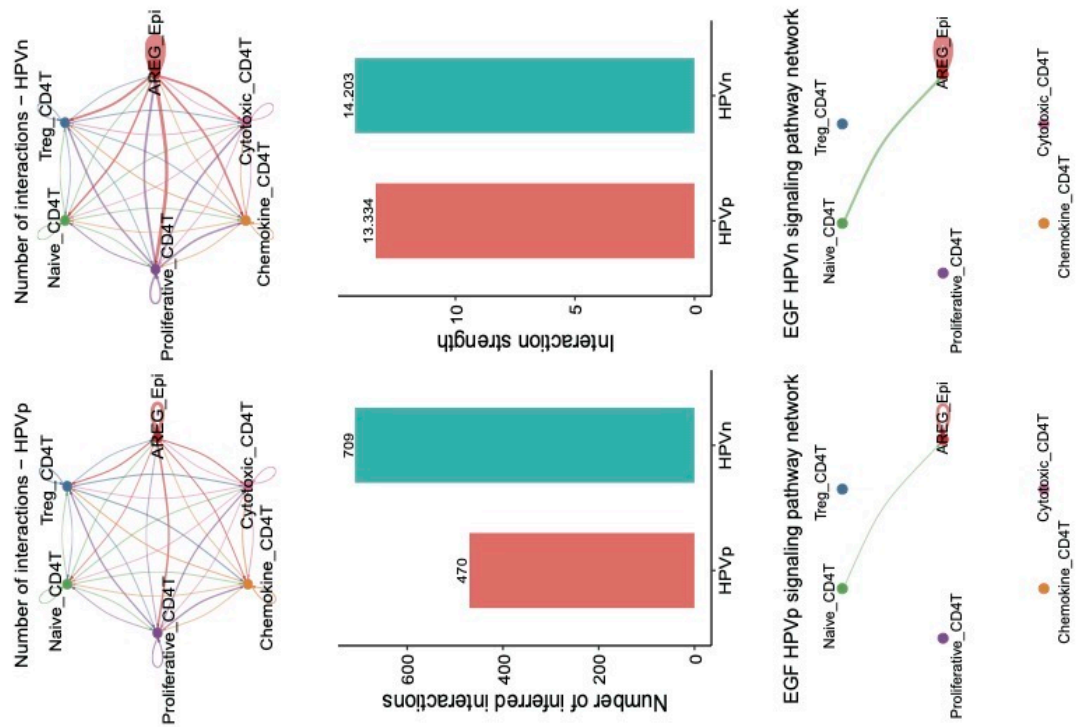 Number of interactions − HPVp
Treg_CD4T
Naive_CD4T
AREG_Epi
Proliferative_CD4T
Cytotoxic_CD4T
Chemokine_CD4T
Number of interactions − HPVn
Treg_CD4T
Naive_CD4T
AREG_Epi
Proliferative_CD4T
Cytotoxic_CD4T
Chemokine_CD4T
Number of inferred interactions
600
400
200
0
470
709
HPVp
HPVn
Interaction strength
10
5
0
13.334
14.203
HPVp
HPVn
EGF HPVp signaling pathway network
Treg_CD4T
Naive_CD4T
AREG_Epi
Proliferative_CD4T
Cytotoxic_CD4T
Chemokine_CD4T
EGF HPVn signaling pathway network
Treg_CD4T
Naive_CD4T
AREG_Epi
Proliferative_CD4T
Cytotoxic_CD4T
Chemokine_CD4T